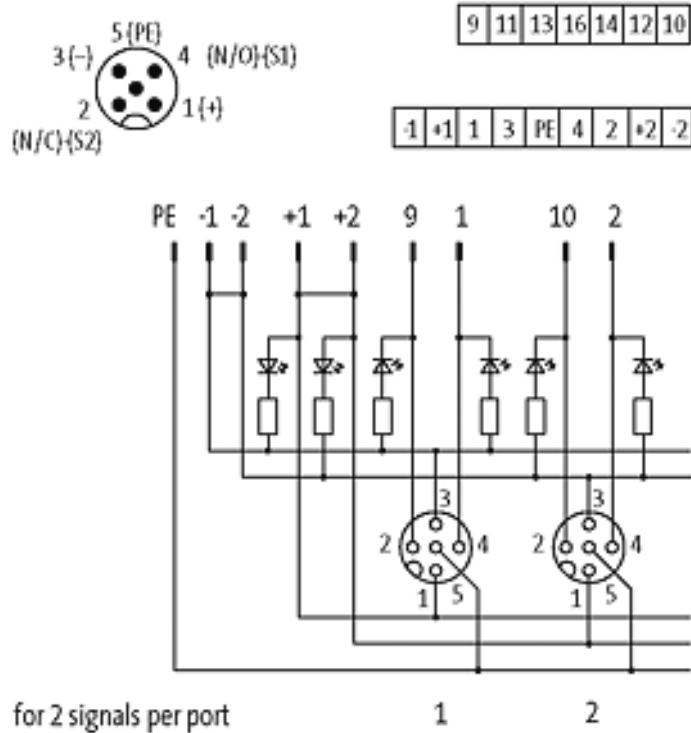 5 {PE}
3 {–}
4 {N/O}-{S1}
2
1 {+}
{N/C}-{S2}
9 11 13 16 14 12 10
-1 +1 1 3 PE 4 2 +2 -2
PE -1 -2 +1 +2 9 1 10 2
3 3
2 4 2 4
1 5 1 5
for 2 signals per port 1 2